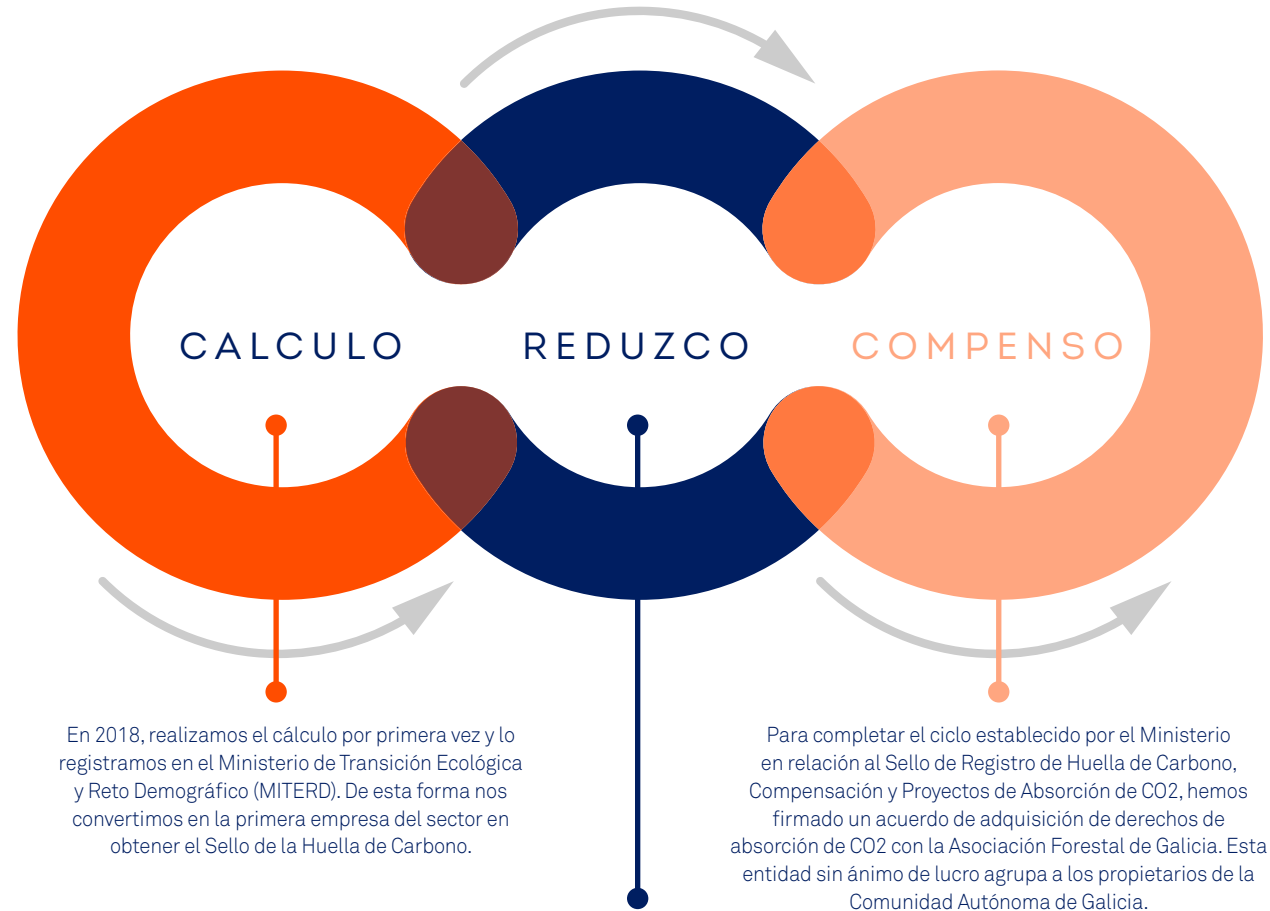 CALCULO
REDUZCO
COMPENSO
En 2018, realizamos el cálculo por primera vez y lo
registramos en el Ministerio de Transición Ecológica
y Reto Demográfico (MITERD). De esta forma nos
convertimos en la primera empresa del sector en
obtener el Sello de la Huella de Carbono.
Para completar el ciclo establecido por el Ministerio
en relación al Sello de Registro de Huella de Carbono,
Compensación y Proyectos de Absorción de CO2, hemos
firmado un acuerdo de adquisición de derechos de
absorción de CO2 con la Asociación Forestal de Galicia. Esta
entidad sin ánimo de lucro agrupa a los propietarios de la
Comunidad Autónoma de Galicia.